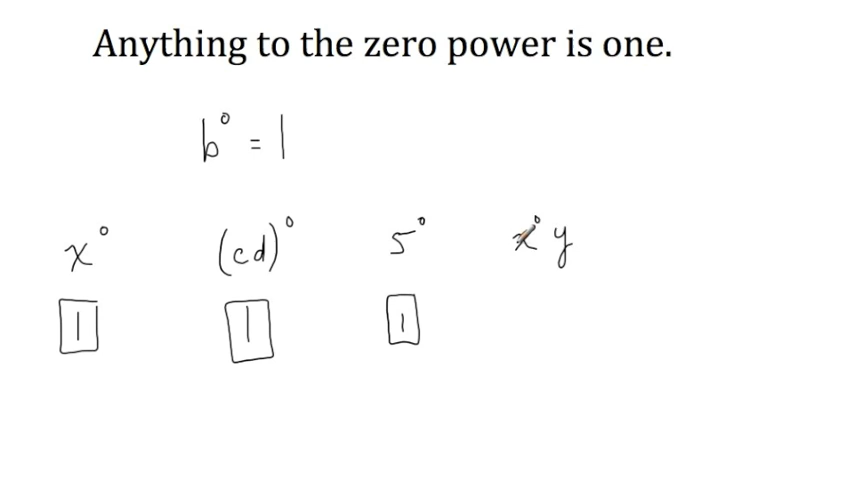 Anything to the zero power is one.
b⁰ = 1
x⁰ (cd)⁰ 5⁰ x⁰y
1 1 1